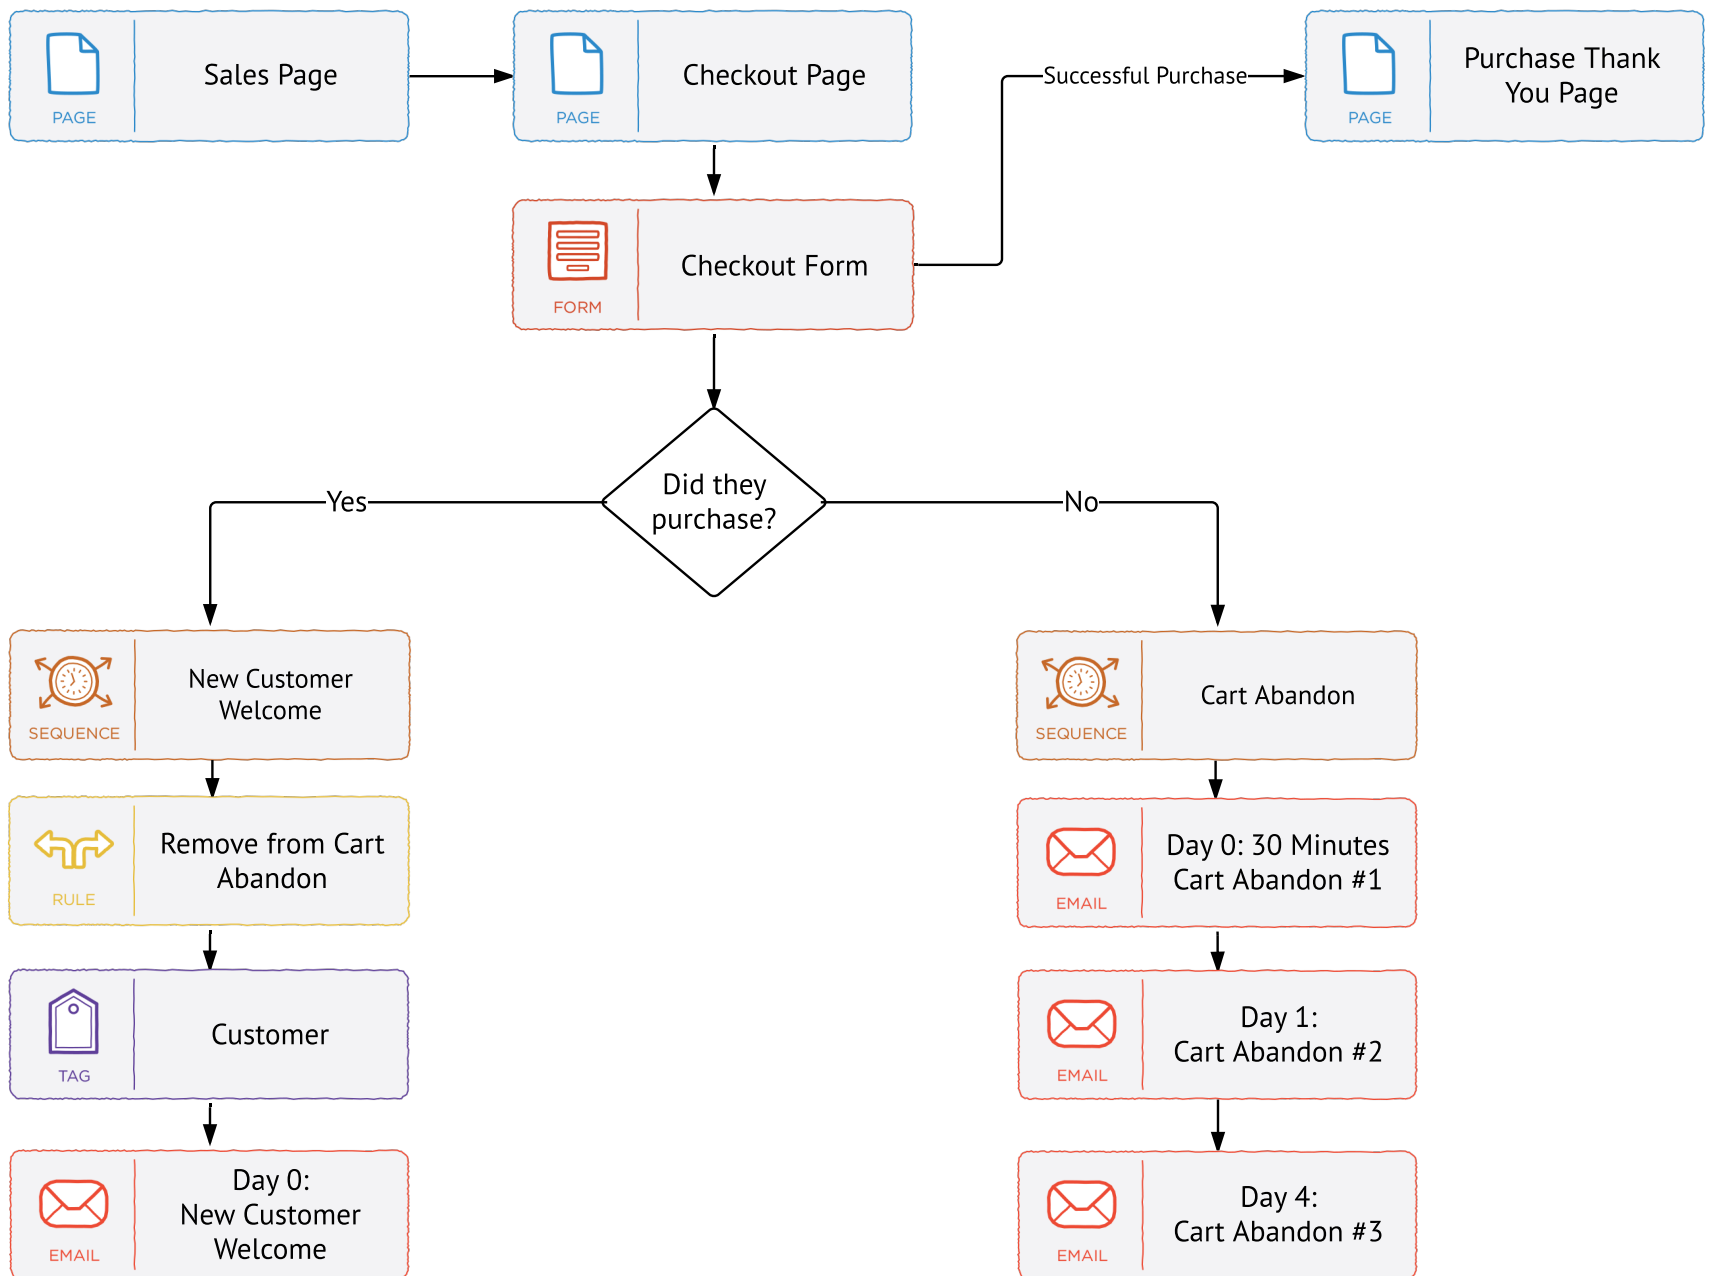 Sales Page
PAGE
Checkout Page
PAGE
Successful Purchase
Purchase Thank
You Page
PAGE
Checkout Form
FORM
Did they
purchase?
Yes
No
New Customer
Welcome
SEQUENCE
Cart Abandon
SEQUENCE
Remove from Cart
Abandon
RULE
Day 0: 30 Minutes
Cart Abandon #1
EMAIL
Customer
TAG
Day 1:
Cart Abandon #2
EMAIL
Day 0:
New Customer
Welcome
EMAIL
Day 4:
Cart Abandon #3
EMAIL